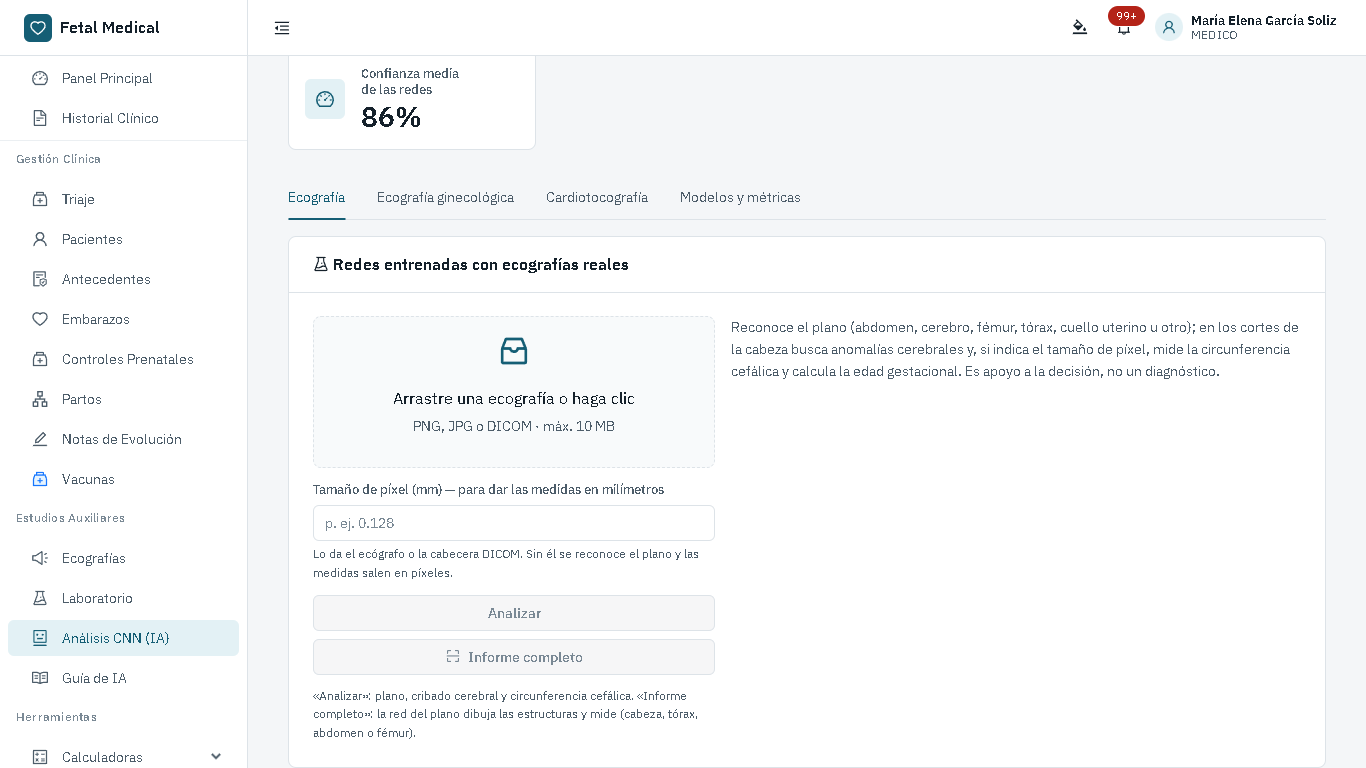 Fetal Medical
99+
María Elena García Soliz
MEDICO
Panel Principal
Historial Clínico
Gestión Clínica
Triaje
Pacientes
Antecedentes
Embarazos
Controles Prenatales
Partos
Notas de Evolución
Vacunas
Estudios Auxiliares
Ecografías
Laboratorio
Análisis CNN (IA)
Guía de IA
Herramientas
Calculadoras
Confianza media
de las redes
86%
Ecografía
Ecografía ginecológica
Cardiotocografía
Modelos y métricas
Redes entrenadas con ecografías reales
Arrastre una ecografía o haga clic
PNG, JPG o DICOM · máx. 10 MB
Tamaño de píxel (mm) — para dar las medidas en milímetros
p. ej. 0.128
Lo da el ecógrafo o la cabecera DICOM. Sin él se reconoce el plano y las
medidas salen en píxeles.
Analizar
Informe completo
«Analizar»: plano, cribado cerebral y circunferencia cefálica. «Informe
completo»: la red del plano dibuja las estructuras y mide (cabeza, tórax,
abdomen o fémur).
Reconoce el plano (abdomen, cerebro, fémur, tórax, cuello uterino u otro); en los cortes de
la cabeza busca anomalías cerebrales y, si indica el tamaño de píxel, mide la circunferencia
cefálica y calcula la edad gestacional. Es apoyo a la decisión, no un diagnóstico.